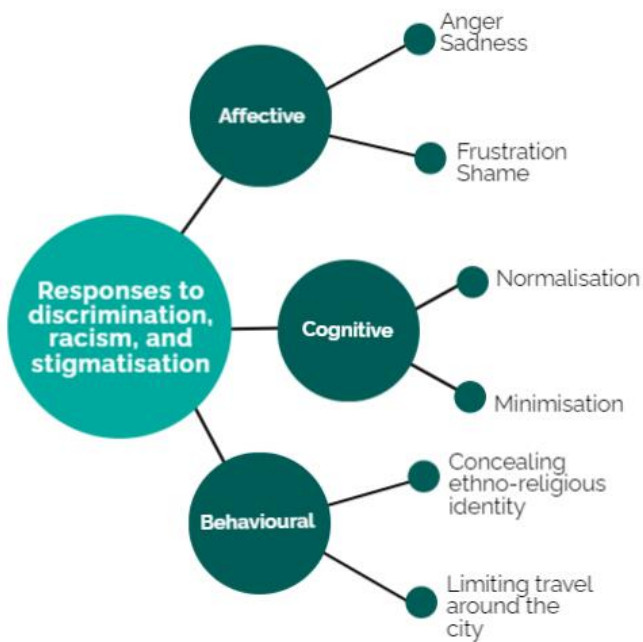 Responses to
discrimination,
racism, and
stigmatisation
Affective
Anger
Sadness
Frustration
Shame
Cognitive
Normalisation
Minimisation
Behavioural
Concealing
ethno-religious
identity
Limiting travel
around the
city